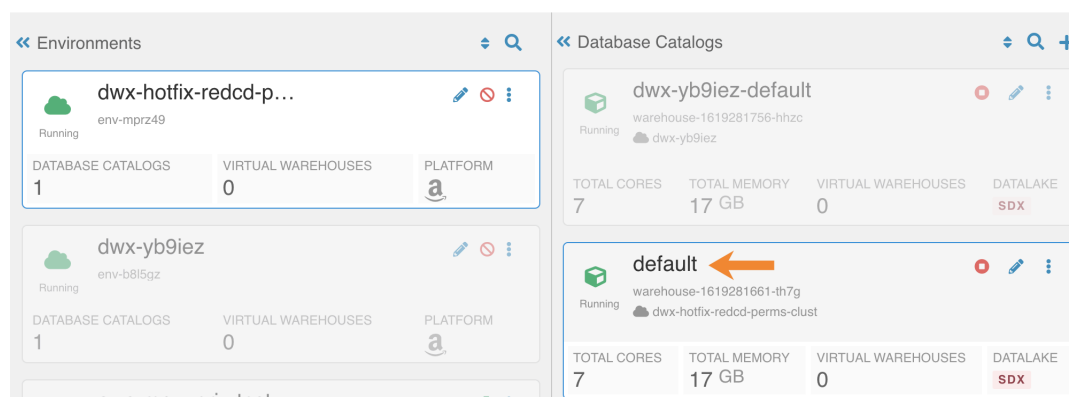 Environments
dwx-hotfix-redcd-p...
env-mprz49
Running
DATABASE CATALOGS VIRTUAL WAREHOUSES PLATFORM
1 0
dwx-yb9iez
env-b8l5gz
Running
DATABASE CATALOGS VIRTUAL WAREHOUSES PLATFORM
1 0
Database Catalogs
dwx-yb9iez-default
warehouse-1619281756-hhzc
Running
dwx-yb9iez
TOTAL CORES TOTAL MEMORY VIRTUAL WAREHOUSES DATALAKE
7 17 GB 0 SDX
default
warehouse-1619281661-th7g
Running
dwx-hotfix-redcd-perms-clust
TOTAL CORES TOTAL MEMORY VIRTUAL WAREHOUSES DATALAKE
7 17 GB 0 SDX